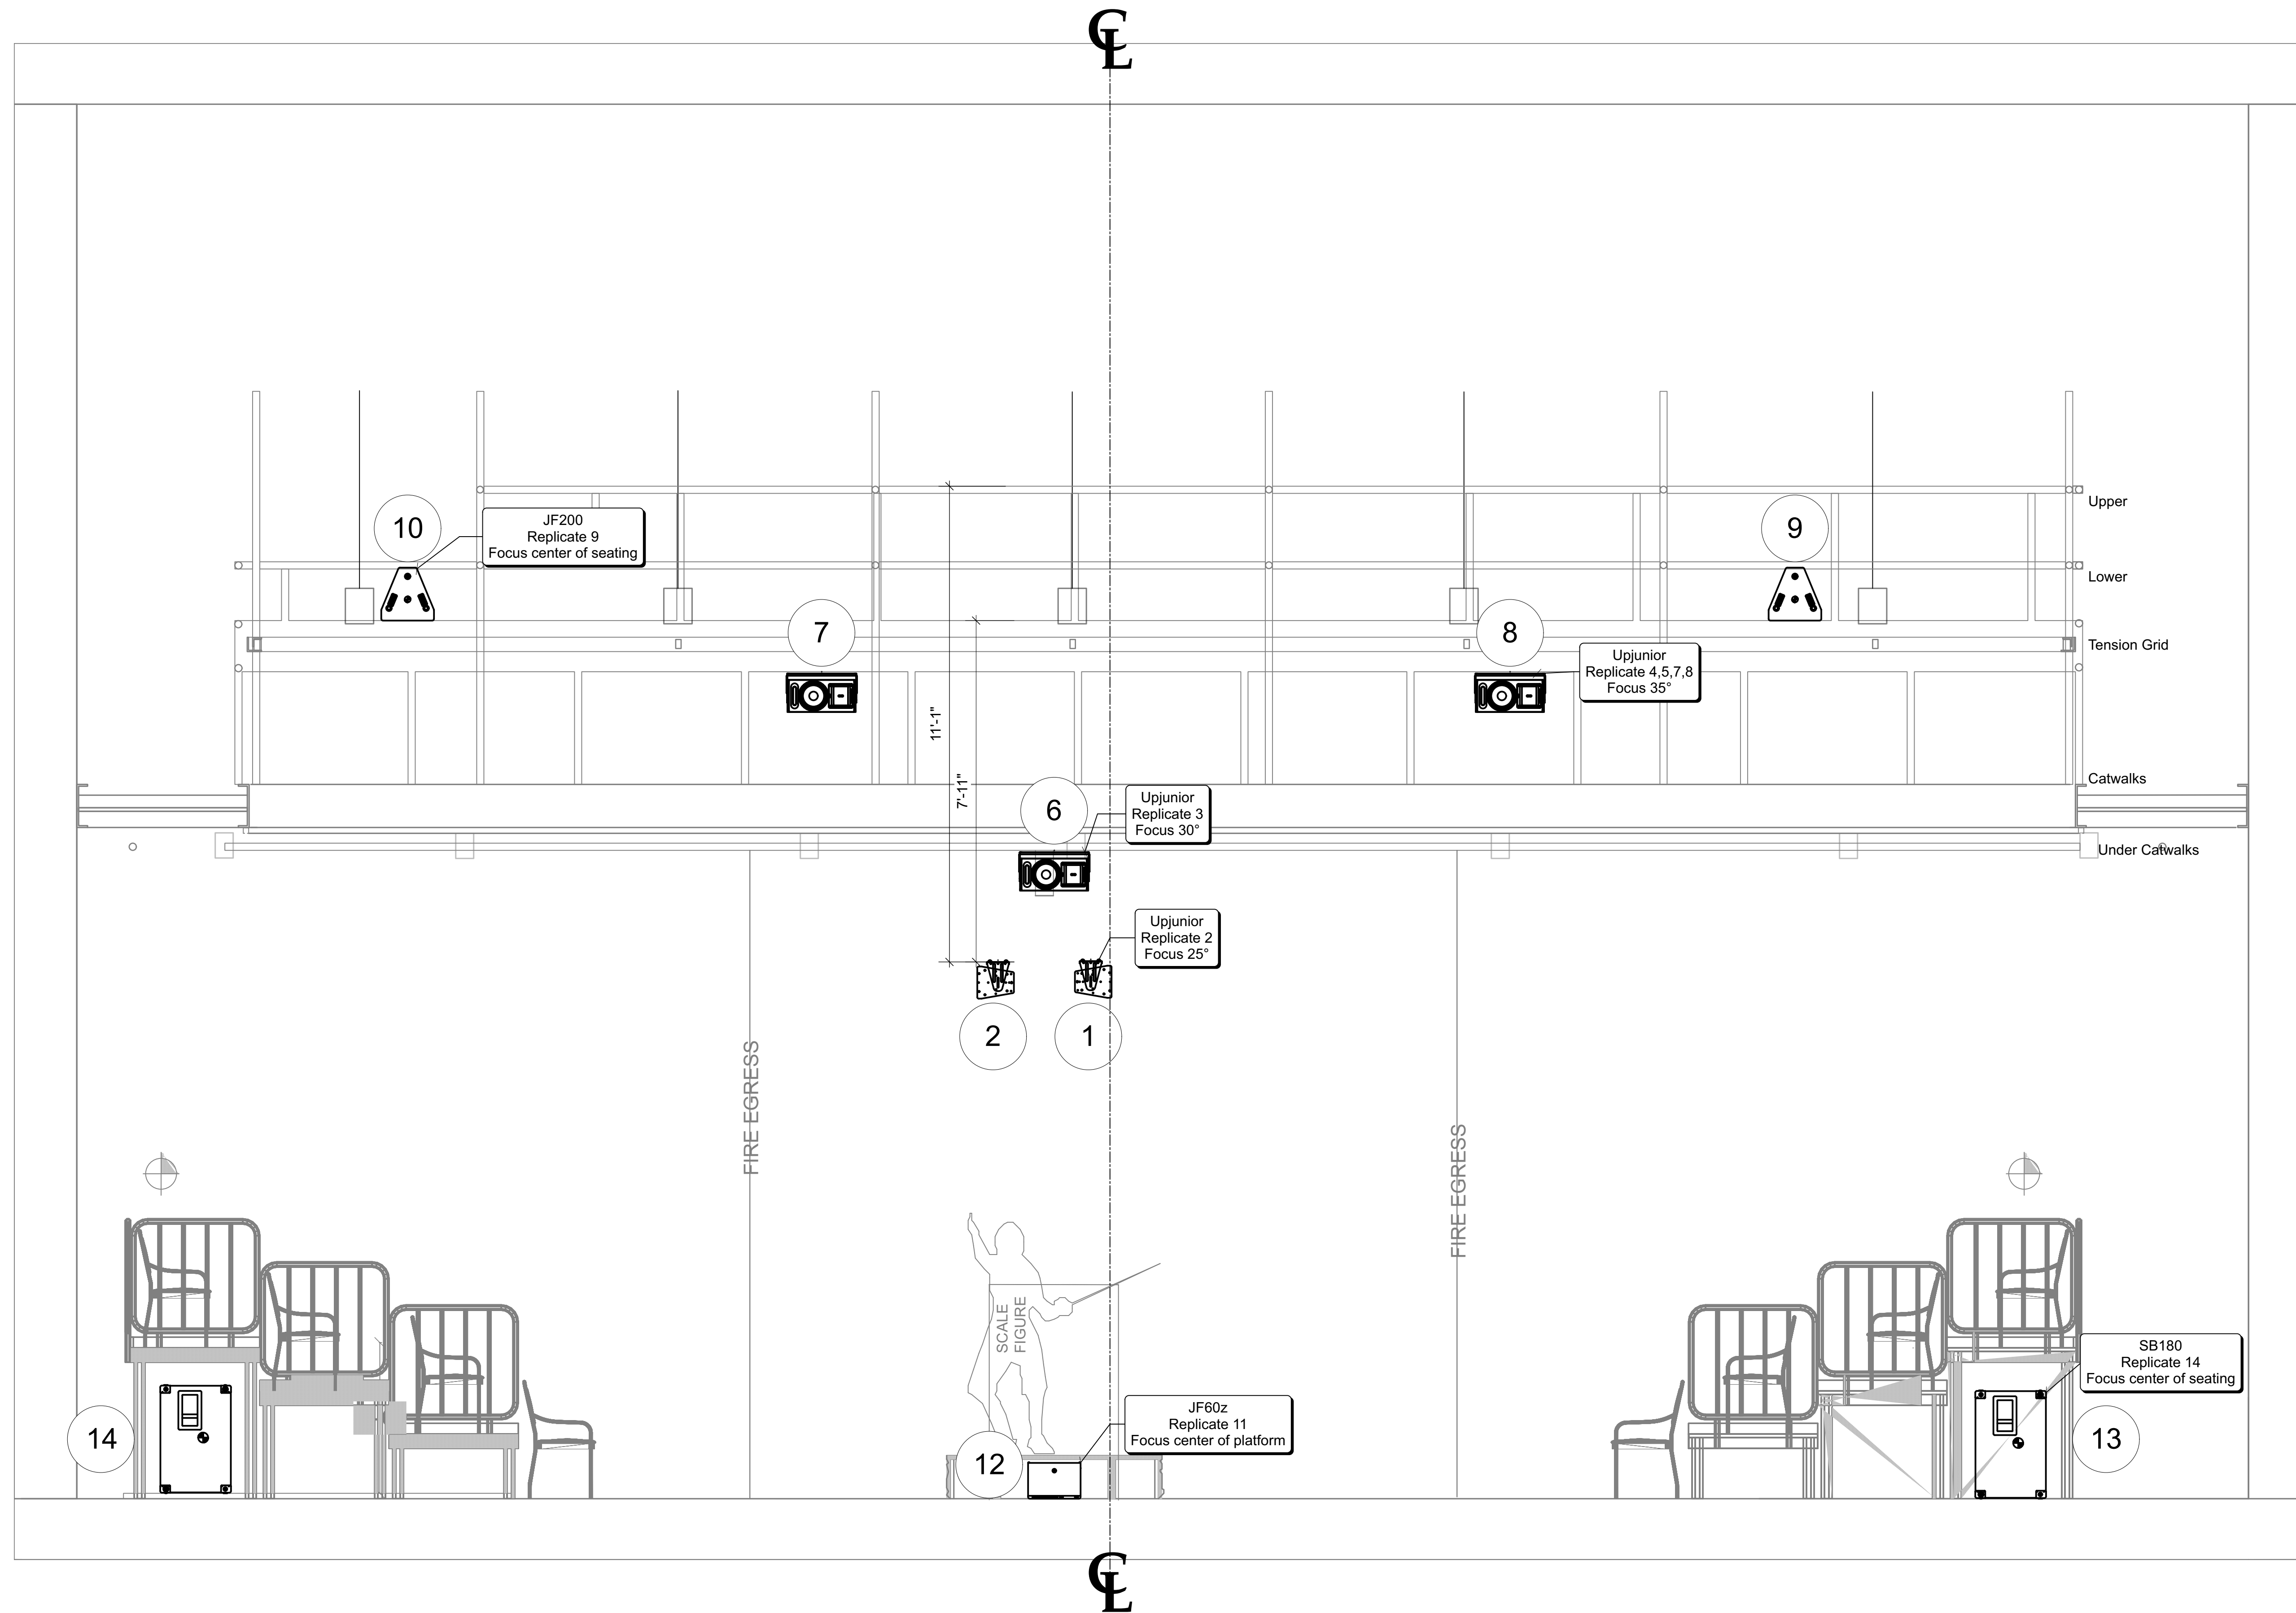 CL
Upper
10
JF200
Replicate 9
Focus center of seating
9
Lower
7
8
Tension Grid
Upjunior
Replicate 4,5,7,8
Focus 35°
11'-1"
7'-11"
Catwalks
6
Upjunior
Replicate 3
Focus 30°
Under Catwalks
Upjunior
Replicate 2
Focus 25°
2
1
FIRE EGRESS
FIRE EGRESS
SCALE
FIGURE
SB180
Replicate 14
Focus center of seating
14
JF60z
Replicate 11
Focus center of platform
13
12
CL